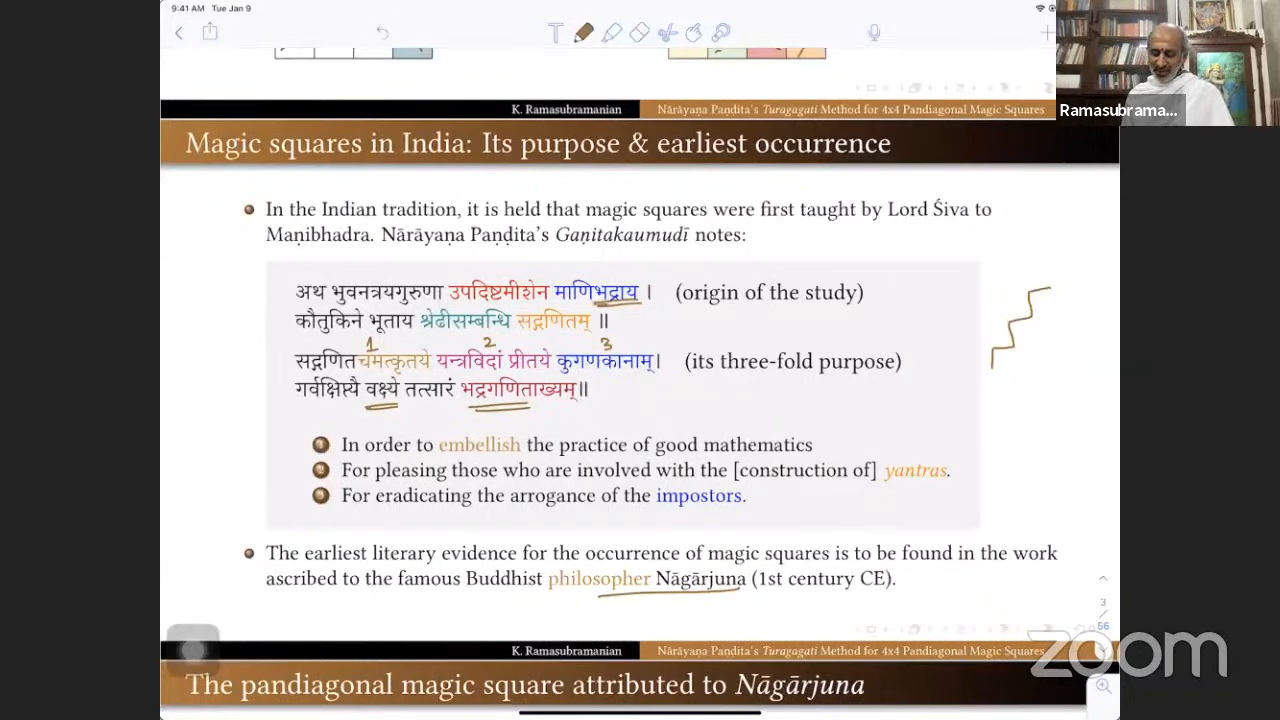 9:41 AM Tue Jan 9
Ramasubrama...
K. Ramasubramanian Nārāyaṇa Paṇḍita's Turagagati Method for 4x4 Pandiagonal Magic Squares
Magic squares in India: Its purpose & earliest occurrence
In the Indian tradition, it is held that magic squares were first taught by Lord Śiva to
Maṇibhadra. Nārāyaṇa Paṇḍita's Gaṇitakaumudī notes:
अथ भुवनत्रयगुरुणा उपदिष्टमीशेन माणिभद्राय । (origin of the study)
कौतुकिने भूताय श्रेढीसम्बन्धि सद्गणितम् ॥
1 2 3
सद्गणितचमत्कृतये यन्त्रविदां प्रीतये कुगणकानाम्। (its three-fold purpose)
गर्वक्षिप्त्यै वक्ष्ये तत्सारं भद्रगणिताख्यम्॥
1 In order to embellish the practice of good mathematics
2 For pleasing those who are involved with the [construction of] yantras.
3 For eradicating the arrogance of the impostors.
The earliest literary evidence for the occurrence of magic squares is to be found in the work
ascribed to the famous Buddhist philosopher Nāgārjuna (1st century CE).
3
/
56
K. Ramasubramanian Nārāyaṇa Paṇḍita's Turagagati Method for 4x4 Pandiagonal Magic Squares
zoom
The pandiagonal magic square attributed to Nāgārjuna